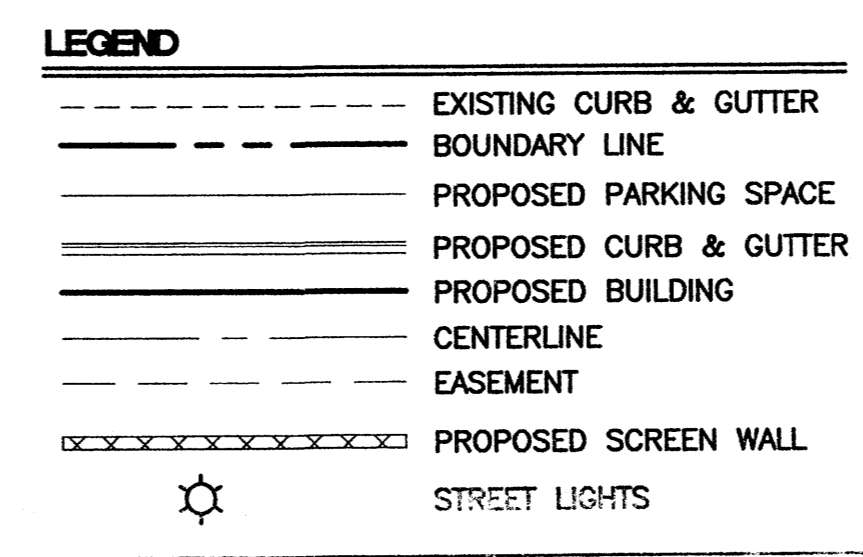 LEGEND
EXISTING CURB & GUTTER
BOUNDARY LINE
PROPOSED PARKING SPACE
PROPOSED CURB & GUTTER
PROPOSED BUILDING
CENTERLINE
EASEMENT
PROPOSED SCREEN WALL
STREET LIGHTS